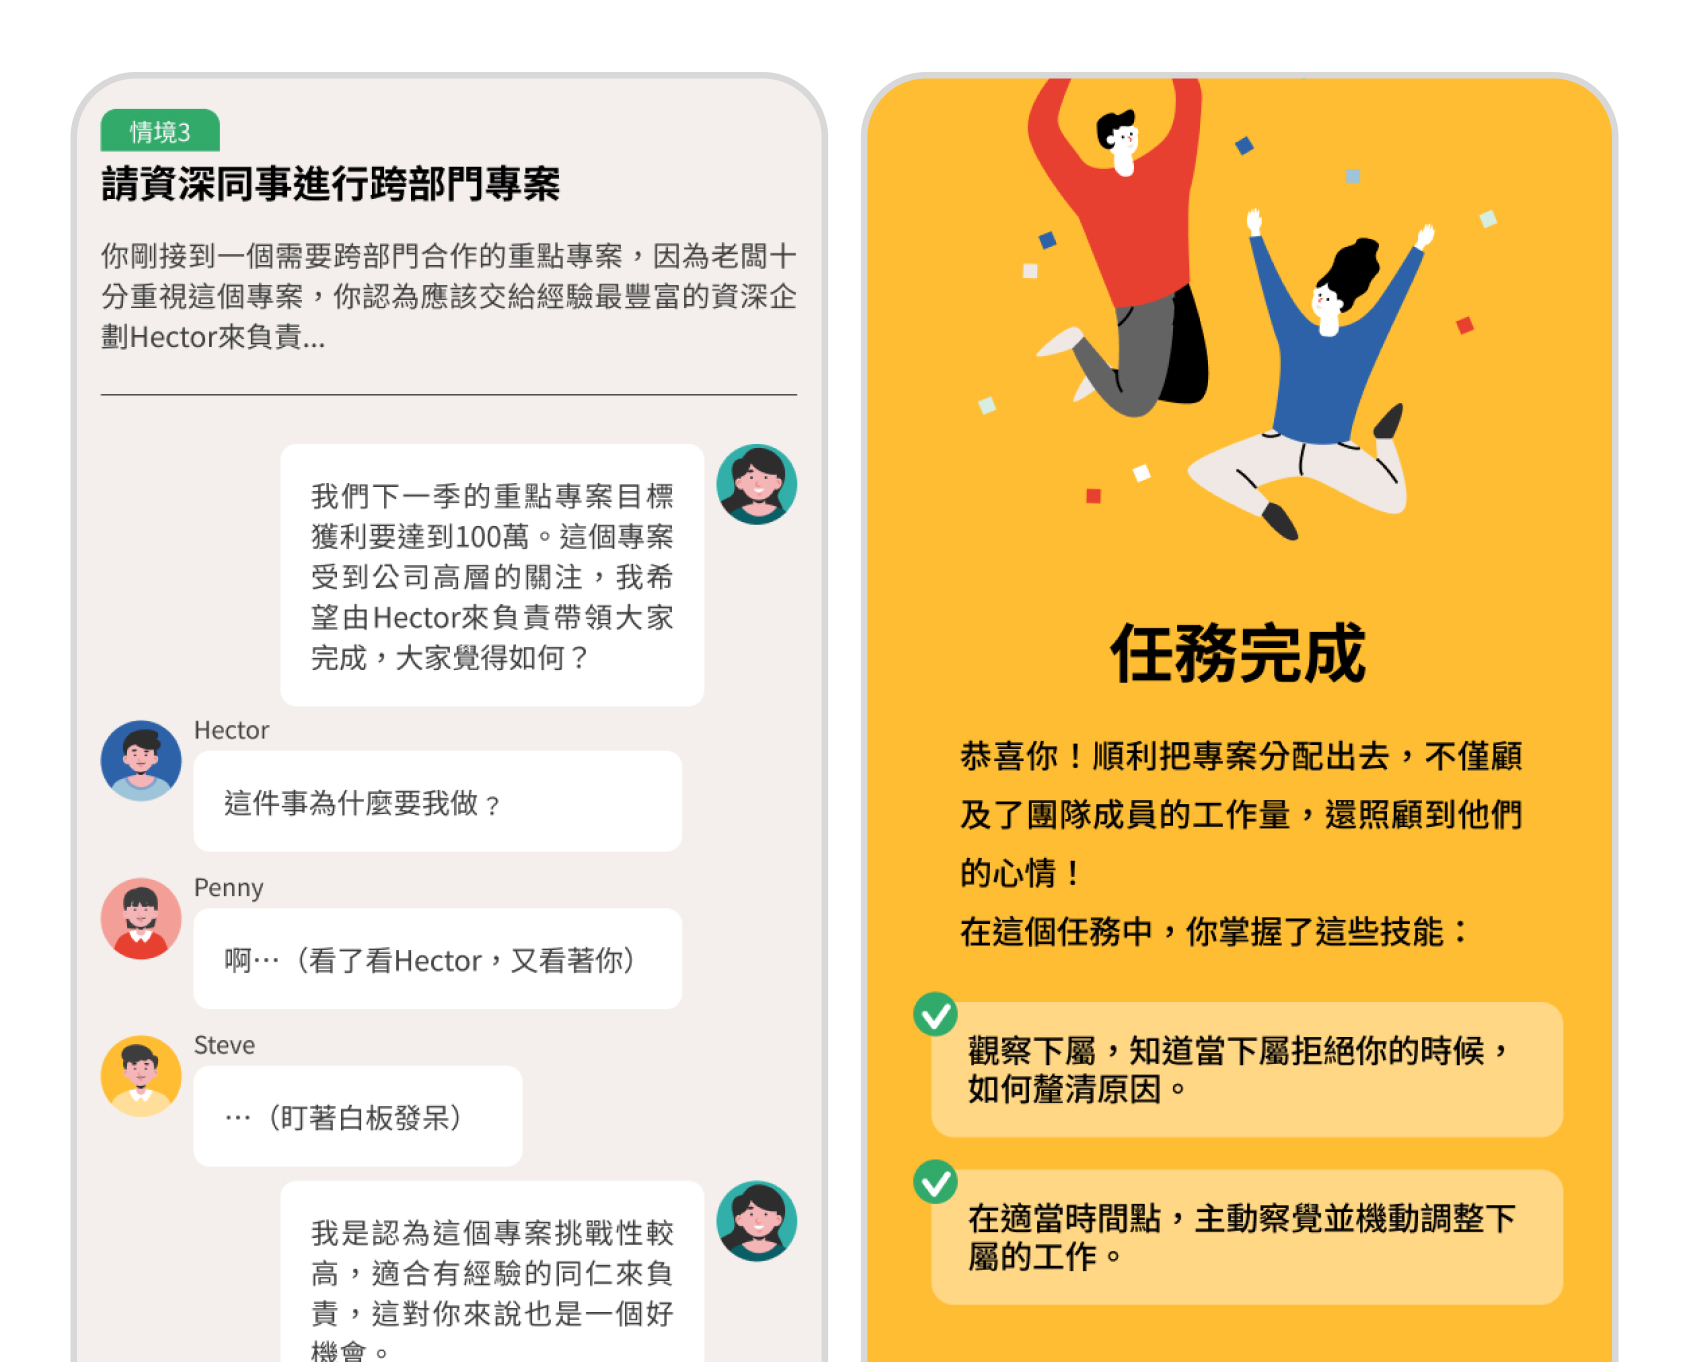 情境3
請資深同事進行跨部門專案
你剛接到一個需要跨部門合作的重點專案，因為老闆十
分重視這個專案，你認為應該交給經驗最豐富的資深企
劃Hector來負責...
我們下一季的重點專案目標
獲利要達到100萬。這個專案
受到公司高層的關注，我希
望由Hector來負責帶領大家
完成，大家覺得如何？
Hector
這件事為什麼要我做？
Penny
啊⋯（看了看Hector，又看著你）
Steve
⋯（盯著白板發呆）
我是認為這個專案挑戰性較
高，適合有經驗的同仁來負
責，這對你來說也是一個好
機會。
任務完成
恭喜你！順利把專案分配出去，不僅顧
及了團隊成員的工作量，還照顧到他們
的心情！
在這個任務中，你掌握了這些技能：
觀察下屬，知道當下屬拒絕你的時候，
如何釐清原因。
在適當時間點，主動察覺並機動調整下
屬的工作。